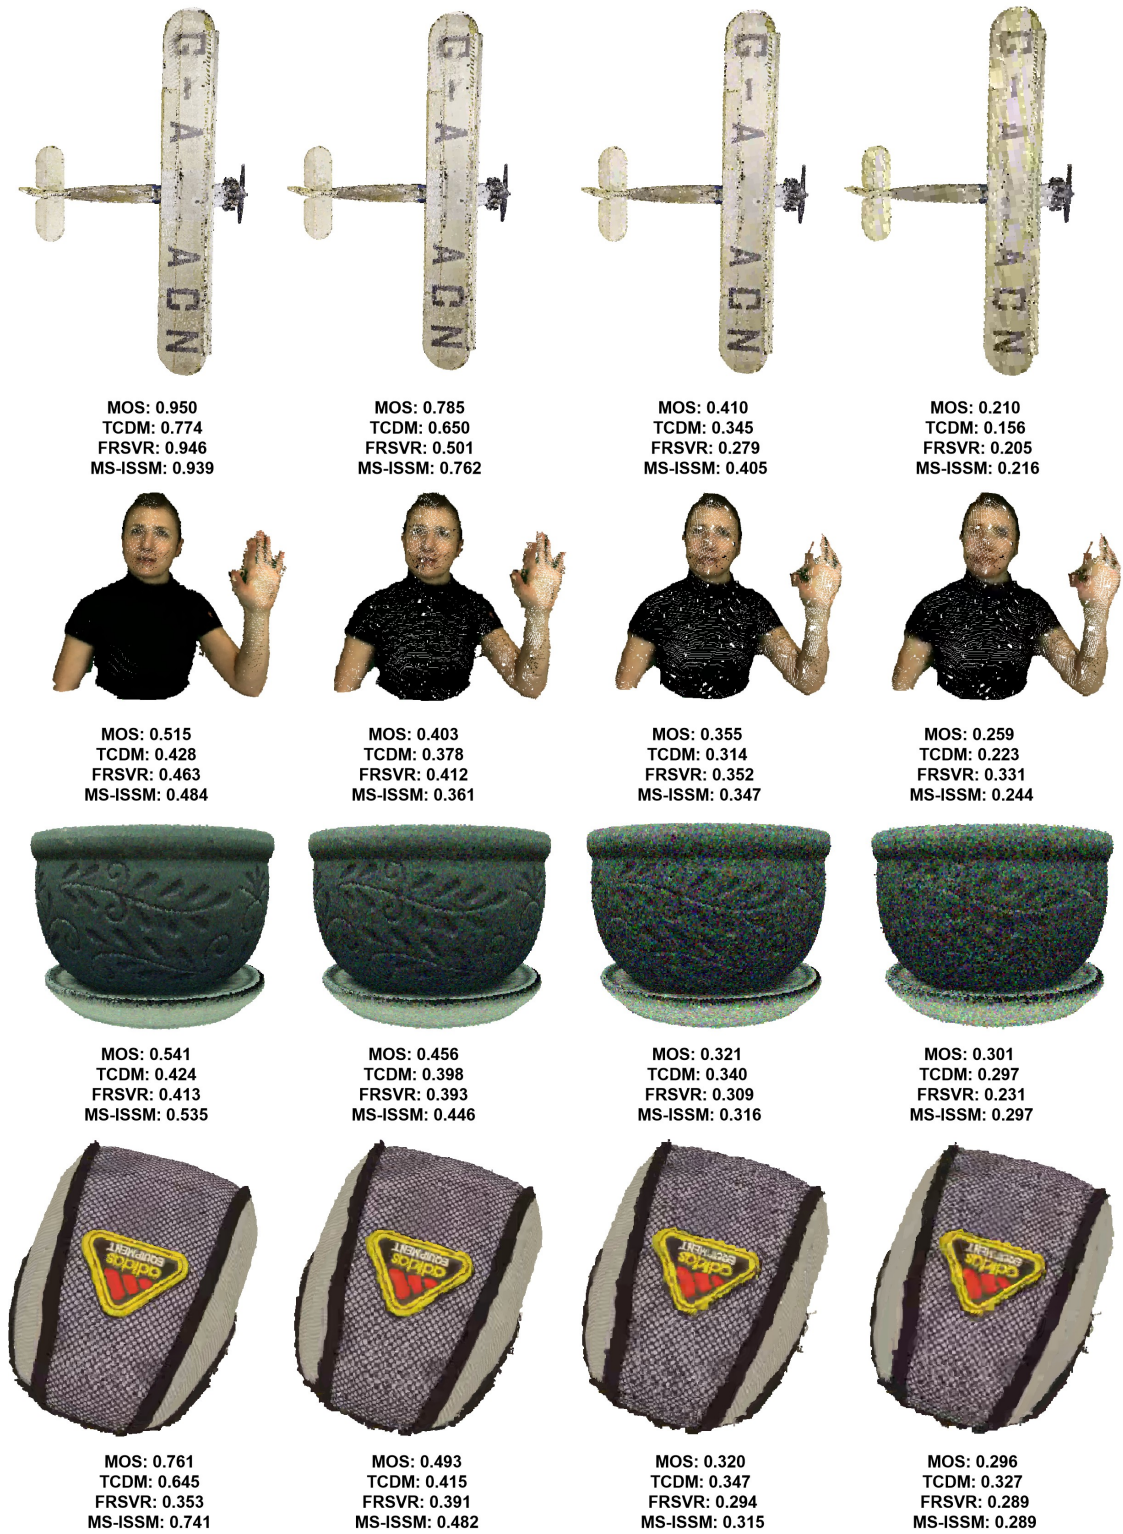 G-AACN
G-AACN
G-AACN
G-AACN
MOS: 0.950
TCDM: 0.774
FRSVR: 0.946
MS-ISSM: 0.939
MOS: 0.785
TCDM: 0.650
FRSVR: 0.501
MS-ISSM: 0.762
MOS: 0.410
TCDM: 0.345
FRSVR: 0.279
MS-ISSM: 0.405
MOS: 0.210
TCDM: 0.156
FRSVR: 0.205
MS-ISSM: 0.216
MOS: 0.515
TCDM: 0.428
FRSVR: 0.463
MS-ISSM: 0.484
MOS: 0.403
TCDM: 0.378
FRSVR: 0.412
MS-ISSM: 0.361
MOS: 0.355
TCDM: 0.314
FRSVR: 0.352
MS-ISSM: 0.347
MOS: 0.259
TCDM: 0.223
FRSVR: 0.331
MS-ISSM: 0.244
MOS: 0.541
TCDM: 0.424
FRSVR: 0.413
MS-ISSM: 0.535
MOS: 0.456
TCDM: 0.398
FRSVR: 0.393
MS-ISSM: 0.446
MOS: 0.321
TCDM: 0.340
FRSVR: 0.309
MS-ISSM: 0.316
MOS: 0.301
TCDM: 0.297
FRSVR: 0.231
MS-ISSM: 0.297
adidas
EQUIPMENT
adidas
EQUIPMENT
adidas
adidas
MOS: 0.761
TCDM: 0.645
FRSVR: 0.353
MS-ISSM: 0.741
MOS: 0.493
TCDM: 0.415
FRSVR: 0.391
MS-ISSM: 0.482
MOS: 0.320
TCDM: 0.347
FRSVR: 0.294
MS-ISSM: 0.315
MOS: 0.296
TCDM: 0.327
FRSVR: 0.289
MS-ISSM: 0.289